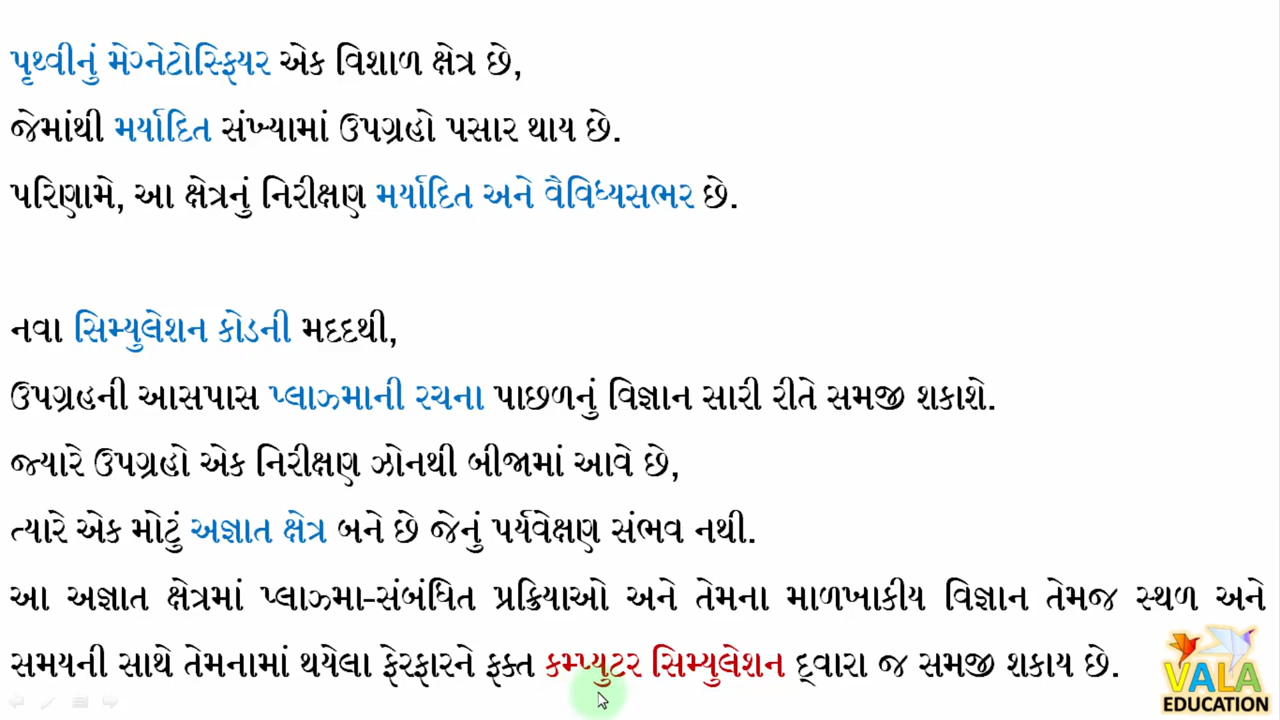 પૃથ્વીનું મેગ્નેટોસ્ફિયર એક વિશાળ ક્ષેત્ર છે,
જેમાંથી મર્યાદિત સંખ્યામાં ઉપગ્રહો પસાર થાય છે.
પરિણામે, આ ક્ષેત્રનું નિરીક્ષણ મર્યાદિત અને વૈવિધ્યસભર છે.
નવા સિમ્યુલેશન કોડની મદદથી,
ઉપગ્રહની આસપાસ પ્લાઝ્માની રચના પાછળનું વિજ્ઞાન સારી રીતે સમજી શકાશે.
જ્યારે ઉપગ્રહો એક નિરીક્ષણ ઝોનથી બીજામાં આવે છે,
ત્યારે એક મોટું અજ્ઞાત ક્ષેત્ર બને છે જેનું પર્યવેક્ષણ સંભવ નથી.
આ અજ્ઞાત ક્ષેત્રમાં પ્લાઝ્મા-સંબંધિત પ્રક્રિયાઓ અને તેમના માળખાકીય વિજ્ઞાન તેમજ સ્થળ અને
સમયની સાથે તેમનામાં થયેલા ફેરફારને ફક્ત કમ્પ્યુટર સિમ્યુલેશન દ્વારા જ સમજી શકાય છે.
VALA
EDUCATION